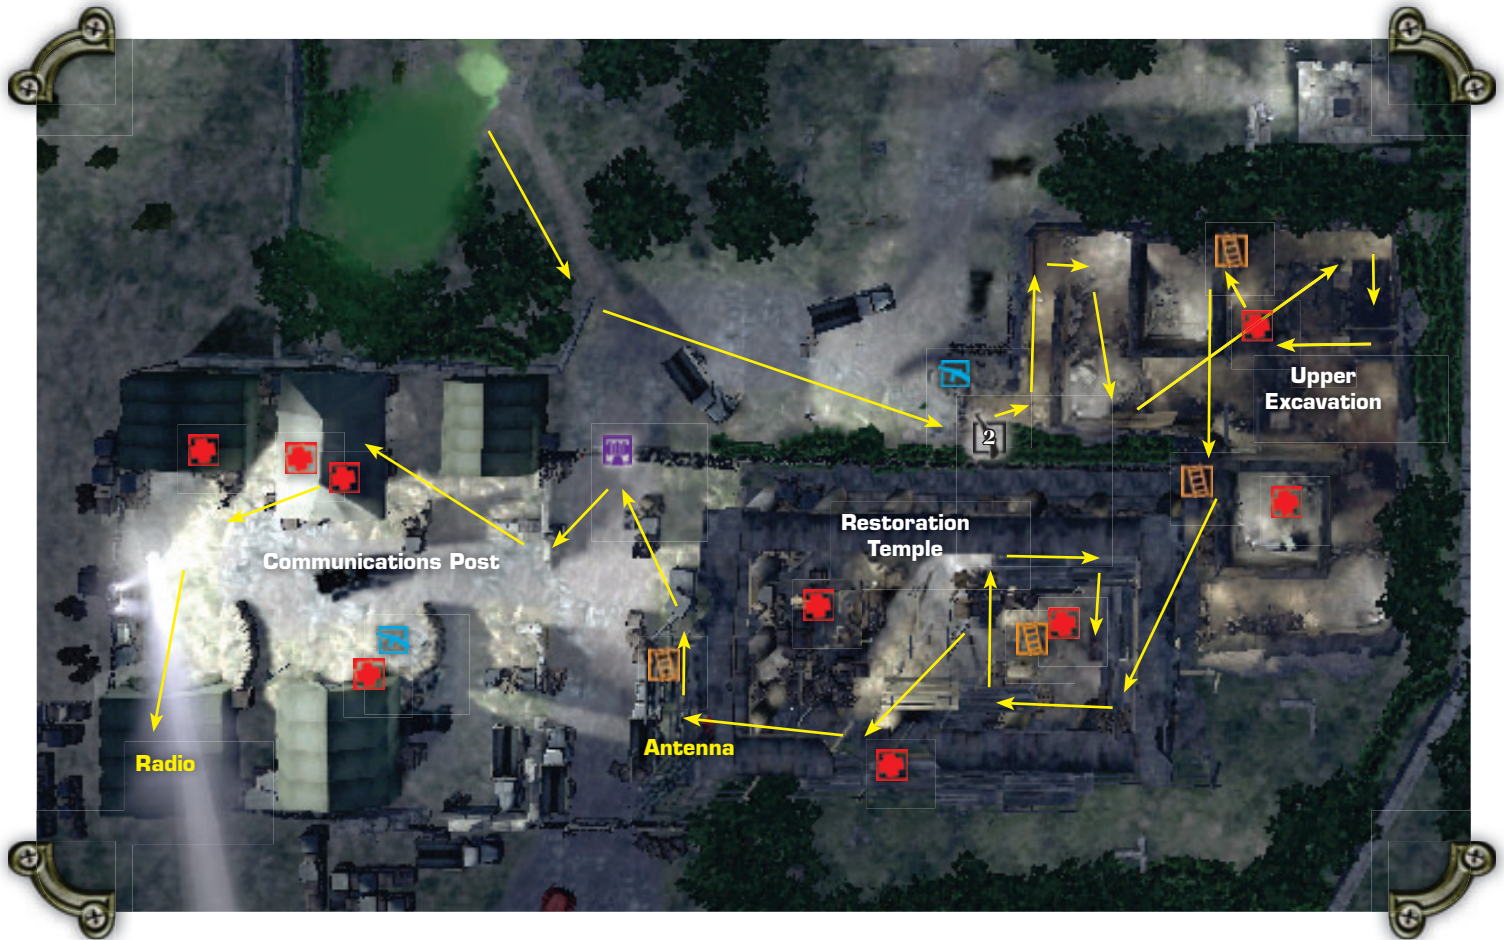 Upper
Excavation
2
Restoration
Temple
Communications Post
Antenna
Radio